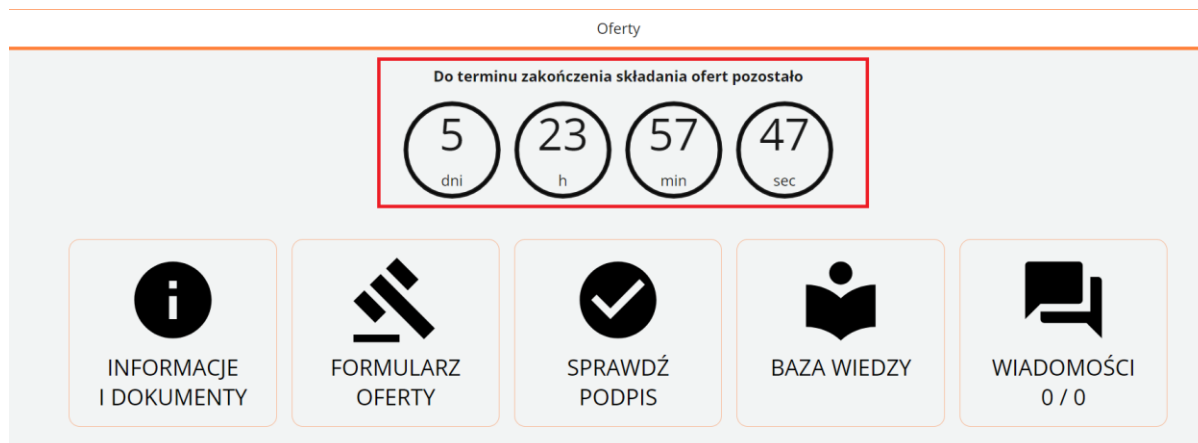 Oferty
Do terminu zakończenia składania ofert pozostało
5 23 57 47
dni h min sec
INFORMACJE
I DOKUMENTY
FORMULARZ
OFERTY
SPRAWDŹ
PODPIS
BAZA WIEDZY
WIADOMOŚCI
0 / 0